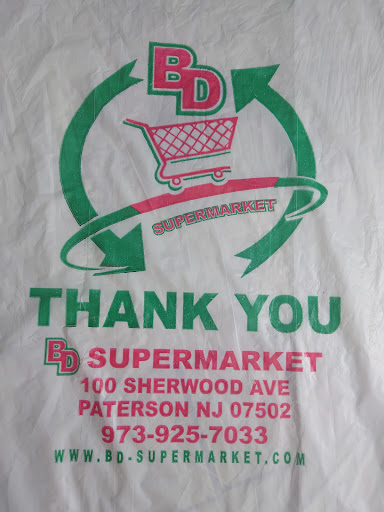 BD
SUPERMARKET
THANK YOU
BD SUPERMARKET
100 SHERWOOD AVE
PATERSON NJ 07502
973-925-7033
WWW.BD-SUPERMARKET.COM